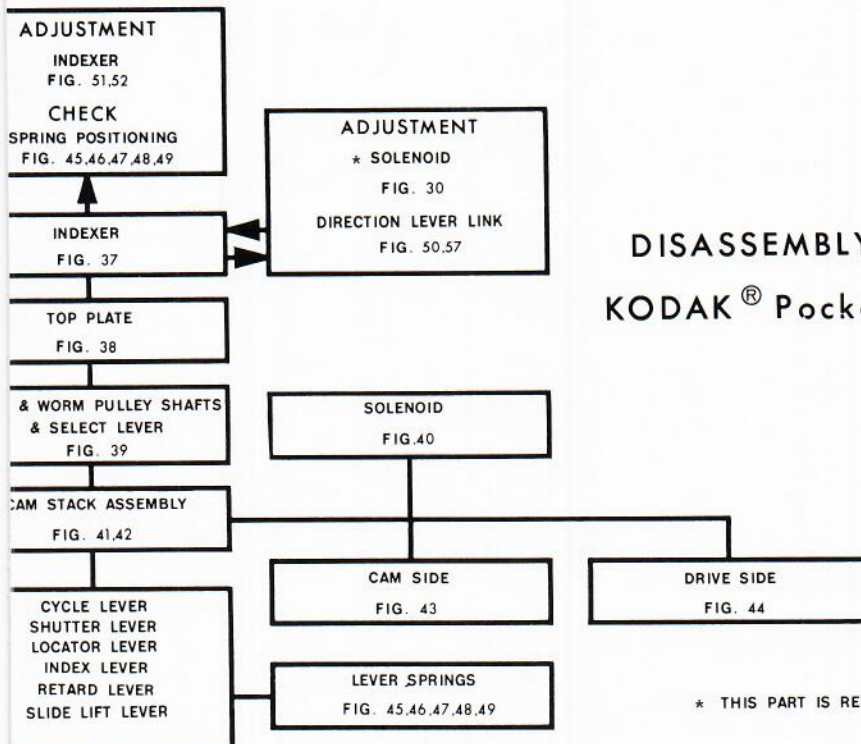 ADJUSTMENT
INDEXER
FIG. 51,52
CHECK
SPRING POSITIONING
FIG. 45,46,47,48,49
ADJUSTMENT
* SOLENOID
FIG. 30
DIRECTION LEVER LINK
FIG. 50,57
INDEXER
FIG. 37
DISASSEMBLY
KODAK ® Pocke
TOP PLATE
FIG. 38
& WORM PULLEY SHAFTS
& SELECT LEVER
FIG. 39
SOLENOID
FIG.40
CAM STACK ASSEMBLY
FIG. 41,42
CAM SIDE
FIG. 43
DRIVE SIDE
FIG. 44
CYCLE LEVER
SHUTTER LEVER
LOCATOR LEVER
INDEX LEVER
RETARD LEVER
SLIDE LIFT LEVER
LEVER SPRINGS
FIG. 45,46,47,48,49
* THIS PART IS RE